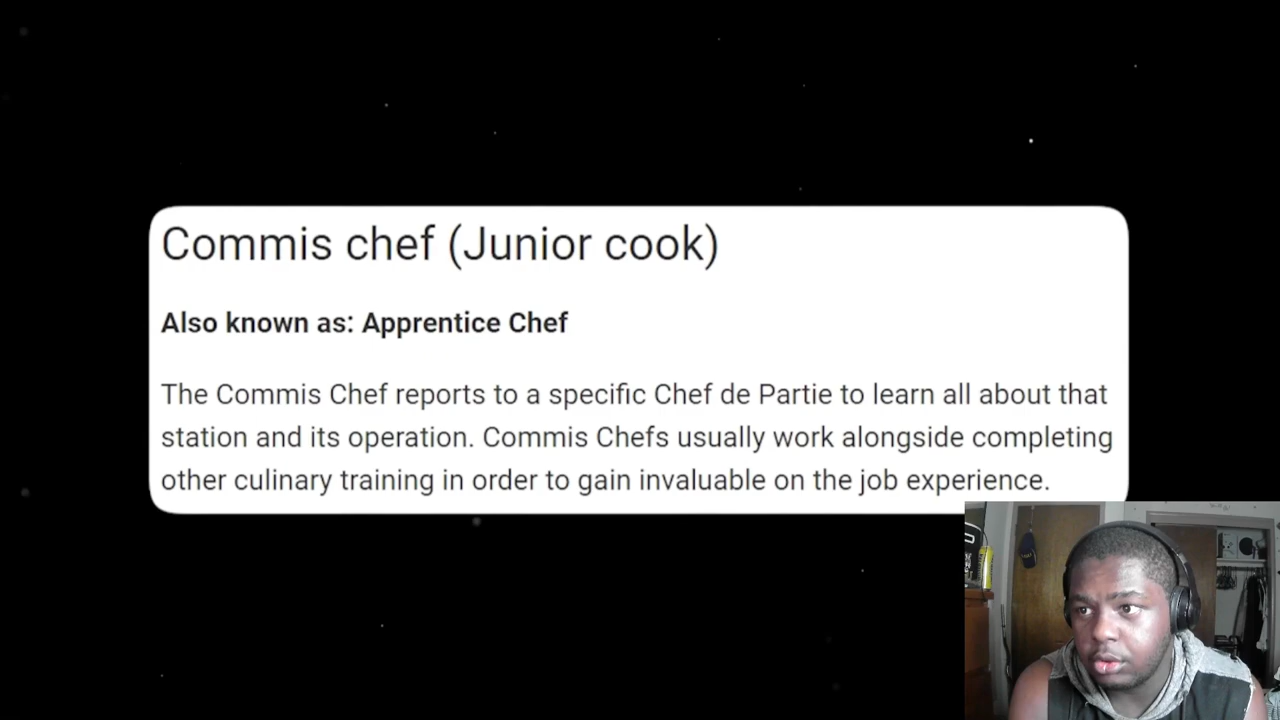 Commis chef (Junior cook)
Also known as: Apprentice Chef
The Commis Chef reports to a specific Chef de Partie to learn all about that
station and its operation. Commis Chefs usually work alongside completing
other culinary training in order to gain invaluable on the job experience.